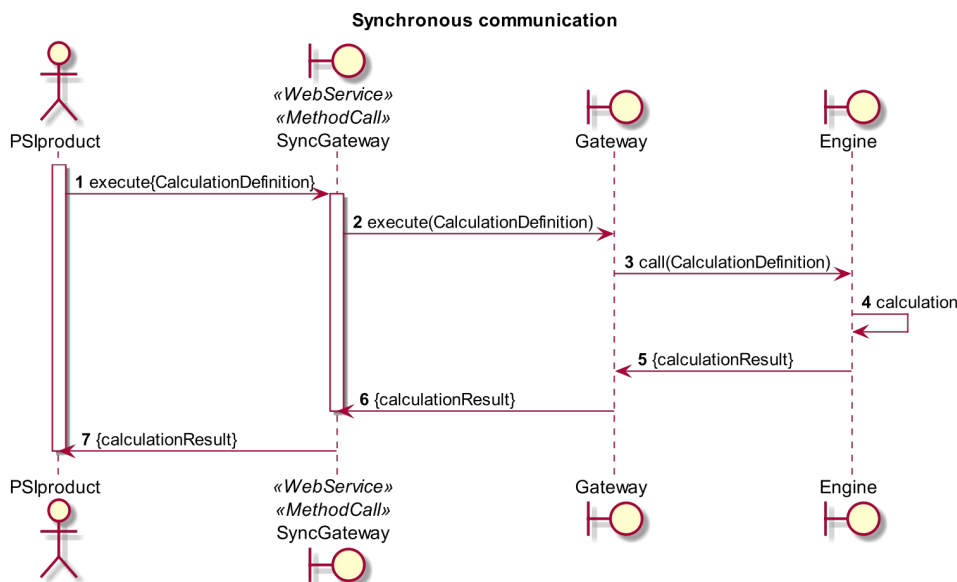 Synchronous communication
«WebService»
«MethodCall»
PSIproduct
SyncGateway
Gateway
Engine
1 execute{CalculationDefinition}
2 execute(CalculationDefinition)
3 call(CalculationDefinition)
4 calculation
5 {calculationResult}
6 {calculationResult}
7 {calculationResult}
PSIproduct
«WebService»
Gateway
Engine
«MethodCall»
SyncGateway